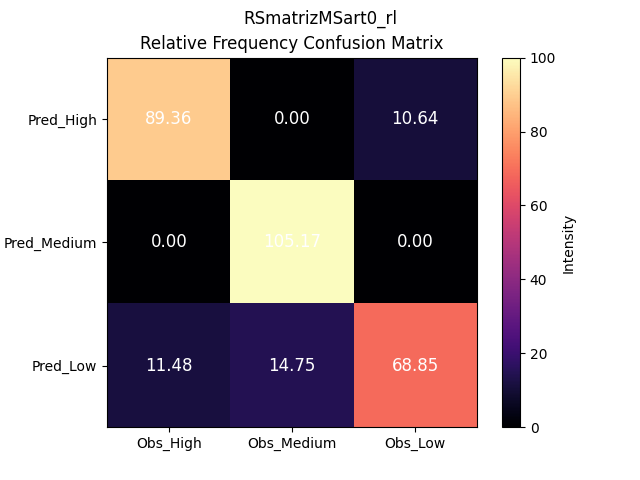 RSmatrizMSart0_rl
Relative Frequency Confusion Matrix
Pred_High
89.36
0.00
10.64
Pred_Medium
0.00
105.17
0.00
Pred_Low
11.48
14.75
68.85
Obs_High
Obs_Medium
Obs_Low
100
80
60
40
20
0
Intensity